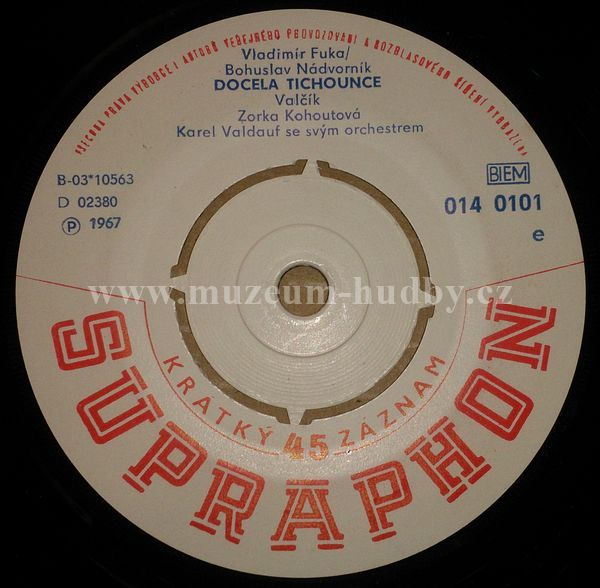 VŠECHNA PRÁVA VÝROBCE I AUTORŮ VEŘEJNÉHO PROVOZOVÁNÍ A ROZHLASOVÉHO ŠÍŘENÍ VYHRAZENA
Vladimír Fuka/
Bohuslav Nádvorník
DOCELA TICHOUNCE
Valčík
Zorka Kohoutová
Karel Valdauf se svým orchestrem
B-03*10563
D 02380
Ⓟ 1967
BIEM
014 0101
e
www.muzeum-hudby.cz
KRÁTKÝ 45 ZÁZNAM
SUPRAPHON